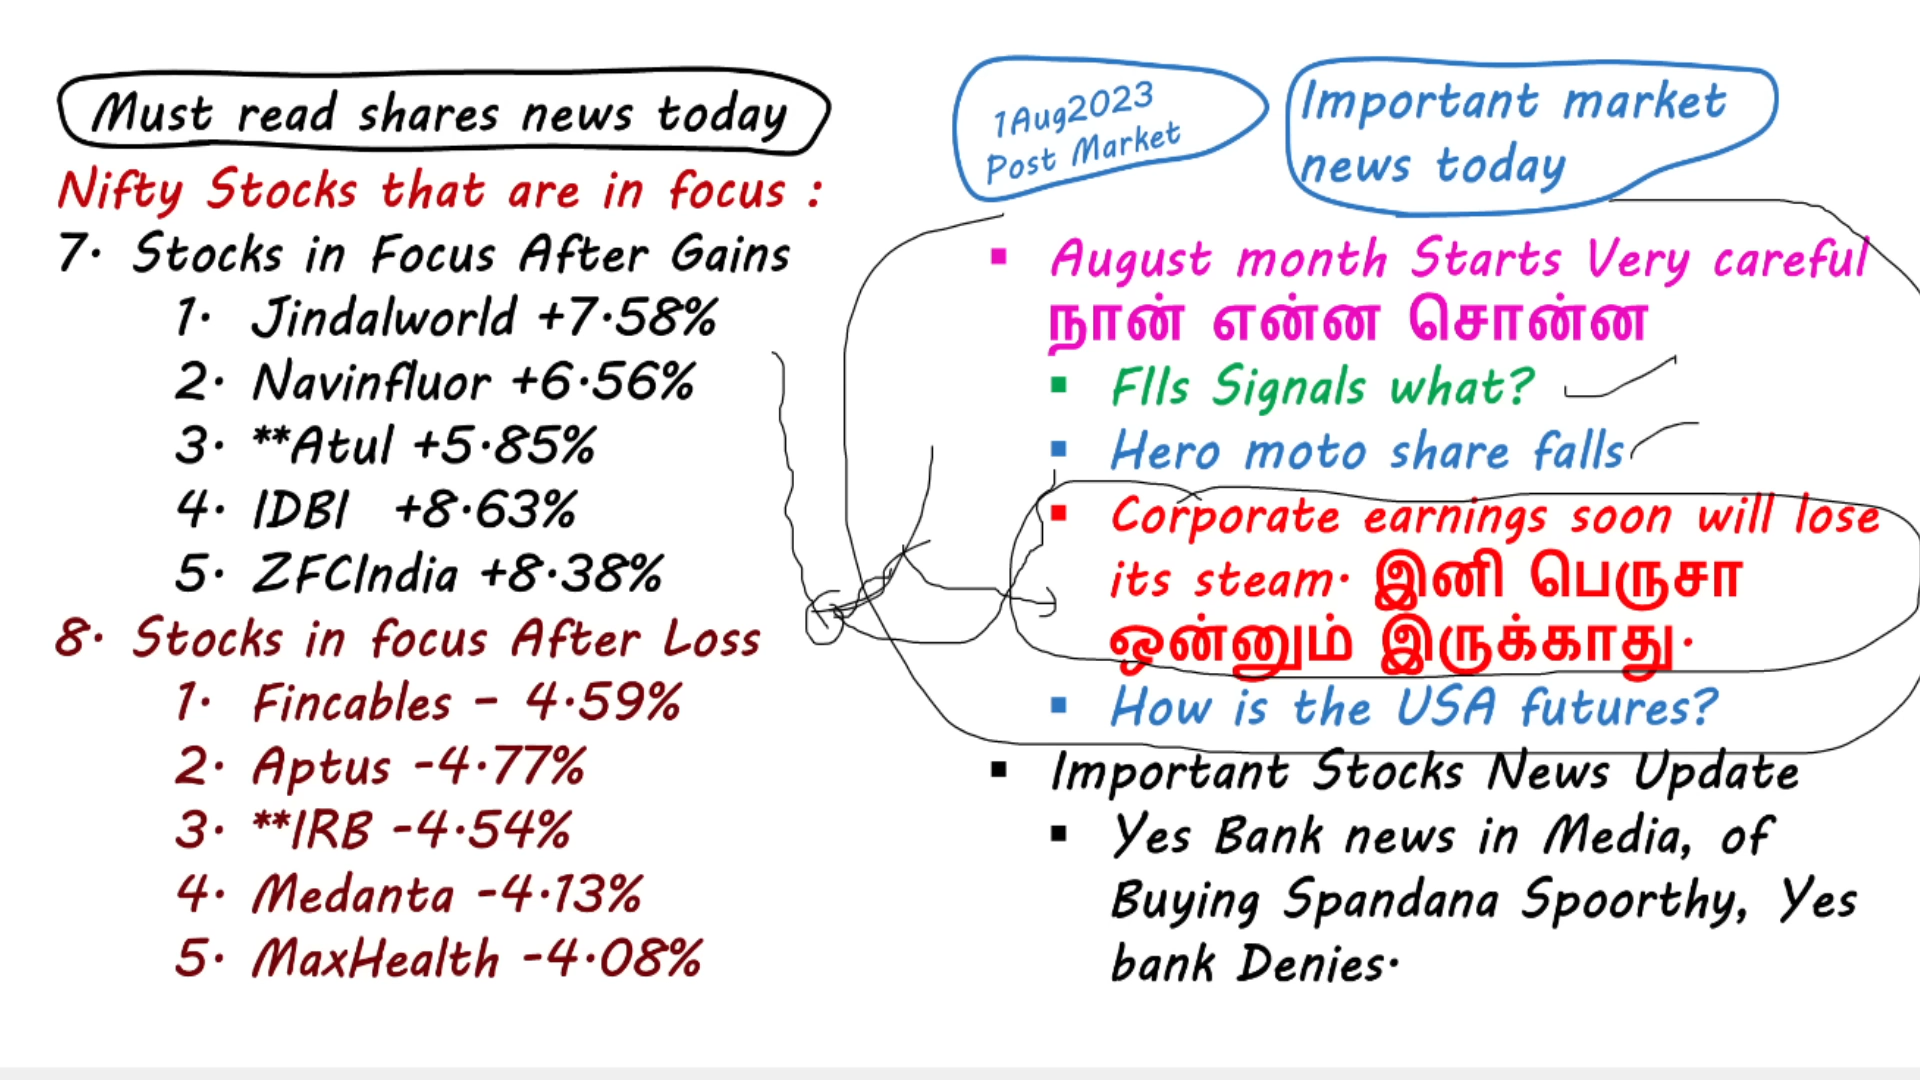 Must read shares news today
Nifty Stocks that are in focus :
7. Stocks in Focus After Gains
1. Jindalworld +7.58%
2. Navinfluor +6.56%
3. **Atul +5.85%
4. IDBI +8.63%
5. ZFCIndia +8.38%
8. Stocks in focus After Loss
1. Fincables - 4.59%
2. Aptus -4.77%
3. **IRB -4.54%
4. Medanta -4.13%
5. MaxHealth -4.08%
1Aug2023
Post Market
Important market
news today
▪ August month Starts Very careful
நான் என்ன சொன்ன
▪ FIIs Signals what?
▪ Hero moto share falls
▪ Corporate earnings soon will lose
its steam. இனி பெருசா
ஒன்னும் இருக்காது.
▪ How is the USA futures?
▪ Important Stocks News Update
▪ Yes Bank news in Media, of
Buying Spandana Spoorthy, Yes
bank Denies.